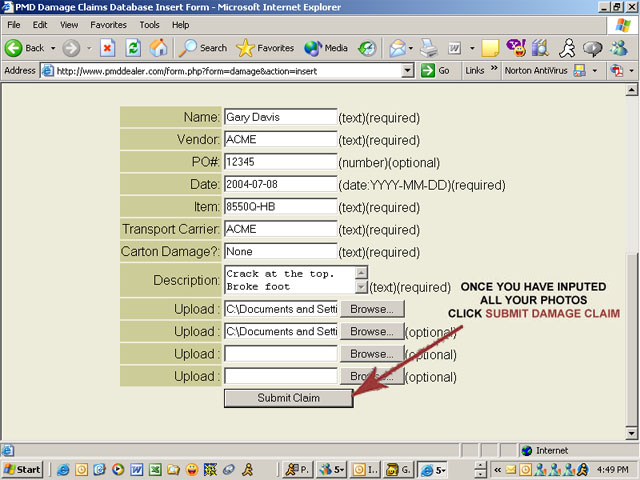 PMD Damage Claims Database Insert Form - Microsoft Internet Explorer
File Edit View Favorites Tools Help
Back Search Favorites Media
Address http://www.pmddealer.com/form.php?form=damage&action=insert Go Links » Norton AntiVirus
Name: Gary Davis (text)(required)
Vendor: ACME (text)(required)
PO#: 12345 (number)(optional)
Date: 2004-07-08 (date:YYYY-MM-DD)(required)
Item: 8550Q-HB (text)(required)
Transport Carrier: ACME (text)(required)
Carton Damage?: None (text)(required)
Description: Crack at the top.
Broke foot (text)(required)
ONCE YOU HAVE INPUTED
ALL YOUR PHOTOS
CLICK SUBMIT DAMAGE CLAIM
Upload : C:\Documents and Setti Browse...
Upload : C:\Documents and Setti Browse... (optional)
Upload : Browse... (optional)
Upload : Browse... (optional)
Submit Claim
Internet
Start P. 5 I.. G. 5 « 4:49 PM